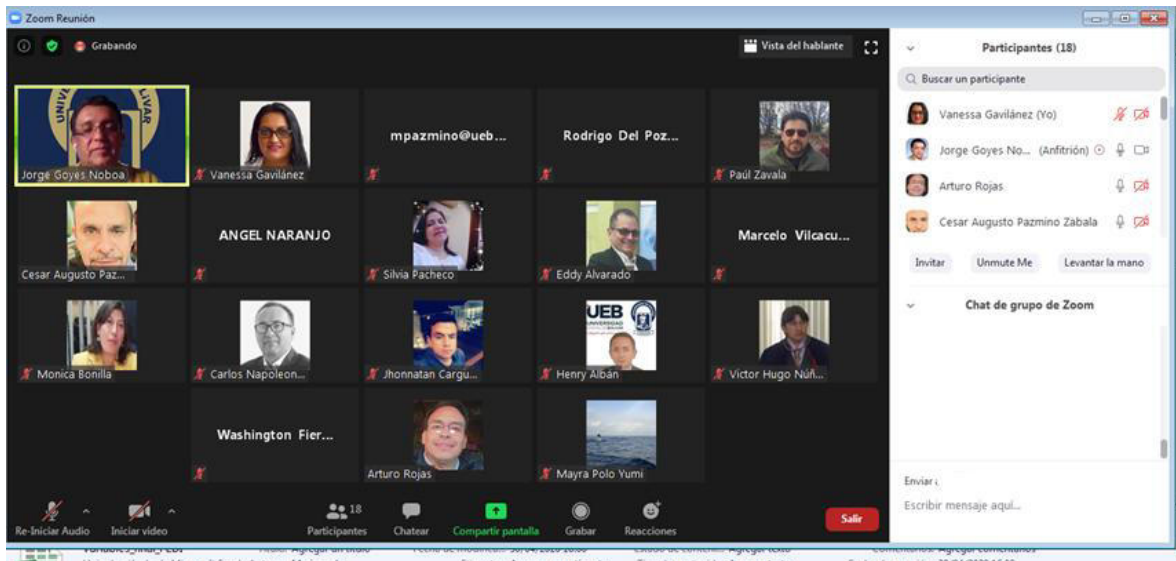 Zoom Reunión
Grabando
Vista del hablante
Participantes (18)
Buscar un participante
Vanessa Gavilánez (Yo)
Jorge Goyes No... (Anfitrión)
Arturo Rojas
Cesar Augusto Pazmino Zabala
Invitar Unmute Me Levantar la mano
Chat de grupo de Zoom
Enviar
Escribir mensaje aquí...
Jorge Goyes Noboa
Vanessa Gavilánez
mpazmino@ueb...
Rodrigo Del Poz...
Paúl Zavala
Cesar Augusto Paz...
ANGEL NARANJO
Silvia Pacheco
Eddy Alvarado
Marcelo Vilcacu...
Monica Bonilla
Carlos Napoleon...
Jhonnatan Cargu...
UEB
UNIVERSIDAD
Henry Albán
Victor Hugo Núñ...
Washington Fier...
Arturo Rojas
Mayra Polo Yumi
Re-Iniciar Audio
Iniciar video
18
Participantes
Chatear
Compartir pantalla
Grabar
Reacciones
Salir